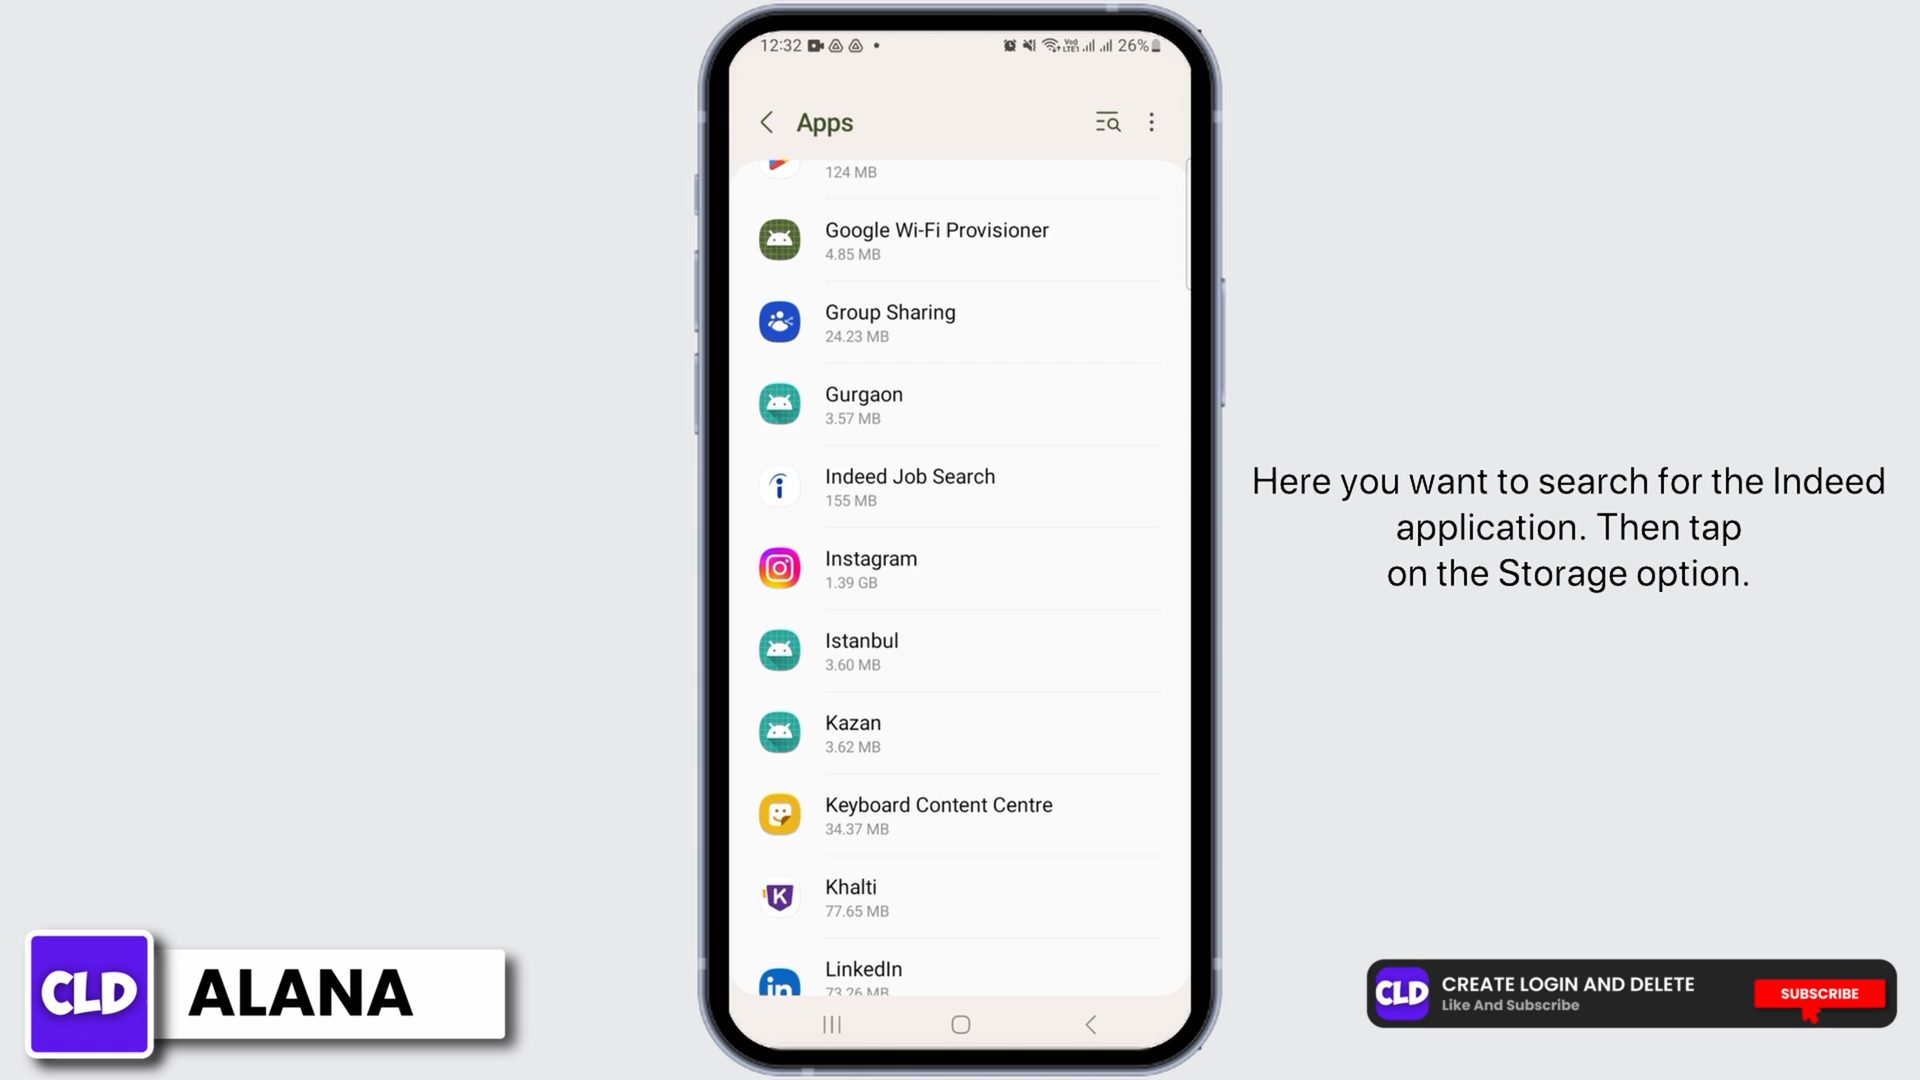 12:32
26%
Apps
124 MB
Google Wi-Fi Provisioner
4.85 MB
Group Sharing
24.23 MB
Gurgaon
3.57 MB
Indeed Job Search
155 MB
Instagram
1.39 GB
Istanbul
3.60 MB
Kazan
3.62 MB
Keyboard Content Centre
34.37 MB
Khalti
77.65 MB
LinkedIn
73.26 MB
Here you want to search for the Indeed
application. Then tap
on the Storage option.
CLD ALANA
CLD CREATE LOGIN AND DELETE
Like And Subscribe
SUBSCRIBE